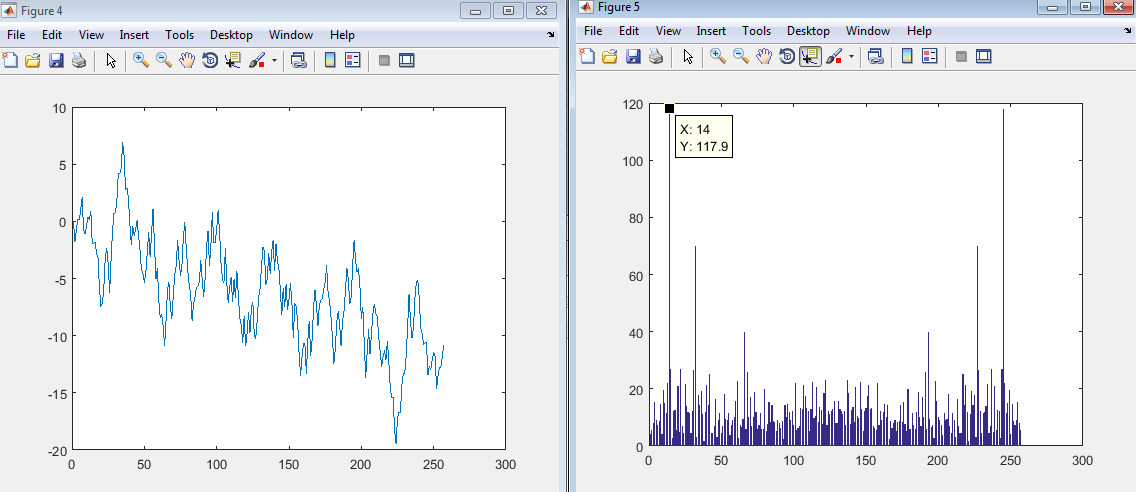 Figure 4
File Edit View Insert Tools Desktop Window Help
10
5
0
-5
-10
-15
-20
0 50 100 150 200 250 300
Figure 5
File Edit View Insert Tools Desktop Window Help
120
100
80
60
40
20
0
X: 14
Y: 117.9
0 50 100 150 200 250 300